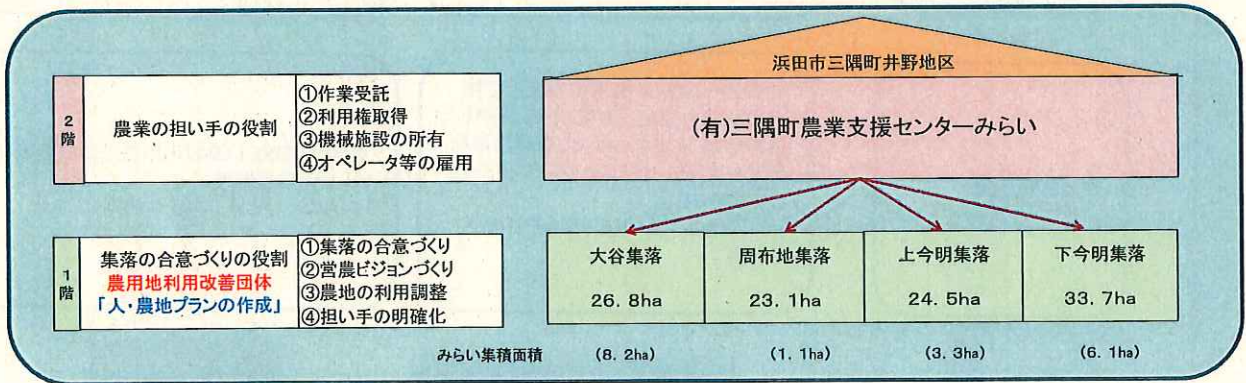 浜田市三隅町井野地区
2階
農業の担い手の役割
①作業受託
②利用権取得
③機械施設の所有
④オペレータ等の雇用
(有)三隅町農業支援センターみらい
1階
集落の合意づくりの役割
農用地利用改善団体
「人・農地プランの作成」
①集落の合意づくり
②営農ビジョンづくり
③農地の利用調整
④担い手の明確化
大谷集落
26.8ha
周布地集落
23.1ha
上今明集落
24.5ha
下今明集落
33.7ha
みらい集積面積
(8.2ha)
(1.1ha)
(3.3ha)
(6.1ha)